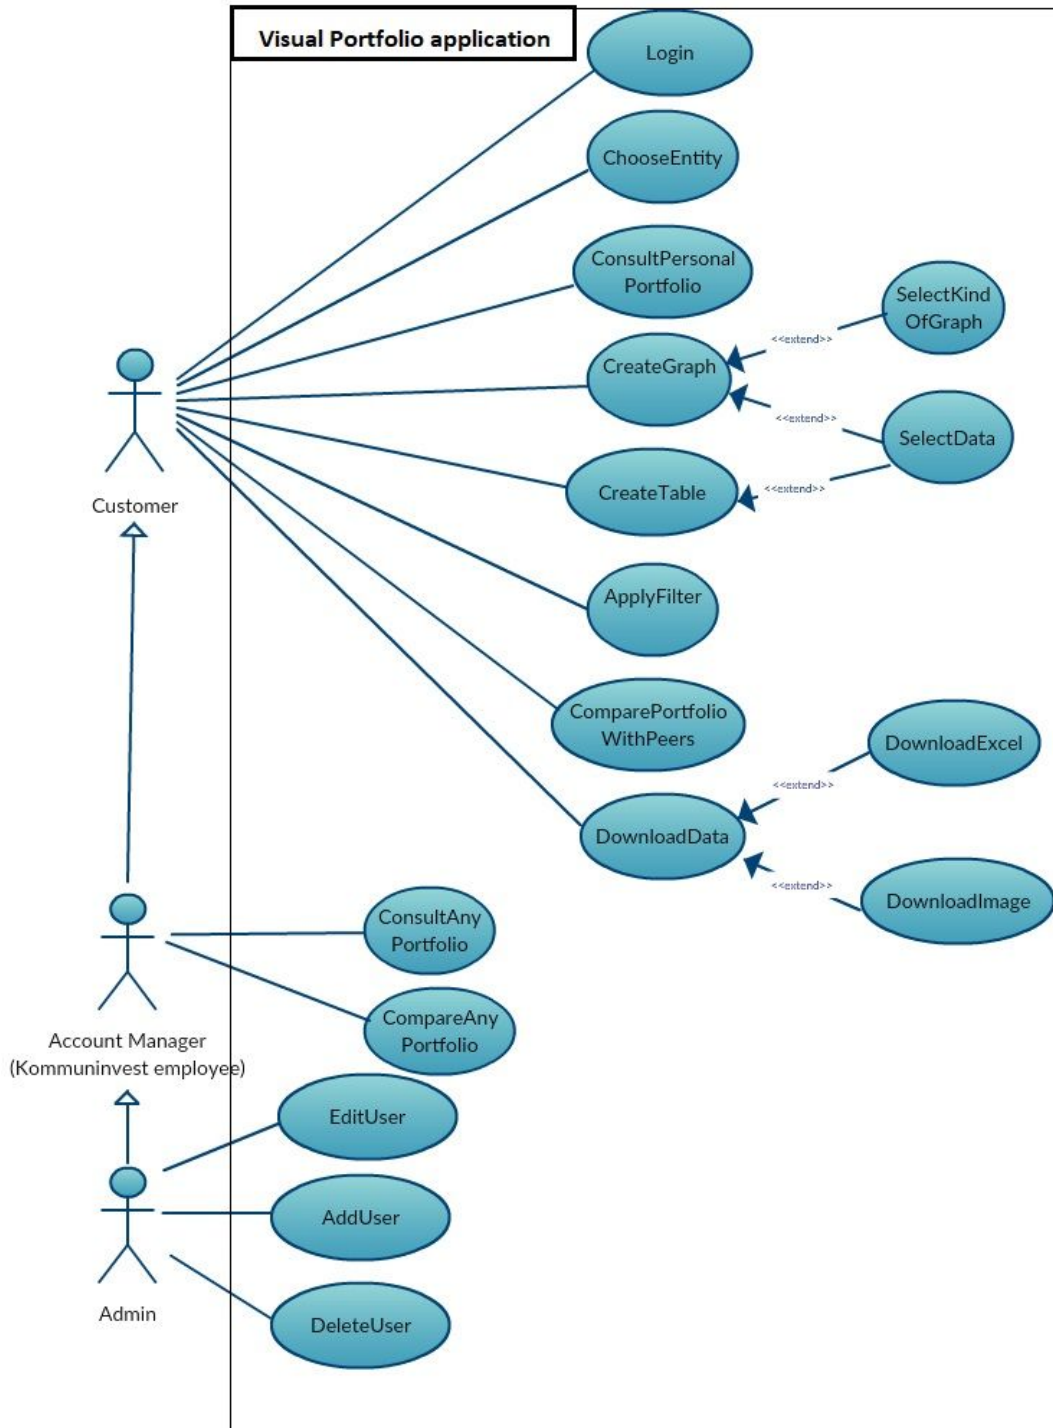 Visual Portfolio application
Login
ChooseEntity
ConsultPersonal
Portfolio
SelectKind
OfGraph
<<extend>>
CreateGraph
<<extend>>
SelectData
CreateTable
<<extend>>
Customer
ApplyFilter
ComparePortfolio
WithPeers
DownloadExcel
<<extend>>
DownloadData
<<extend>>
DownloadImage
ConsultAny
Portfolio
CompareAny
Portfolio
Account Manager
(Kommuninvest employee)
EditUser
AddUser
Admin
DeleteUser